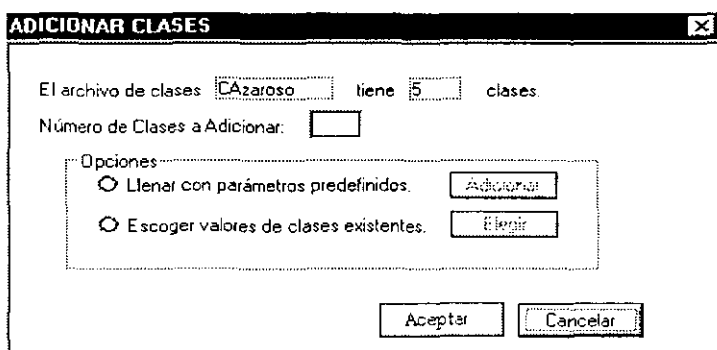 ADICIONAR CLASES
El archivo de clases CAzaroso tiene 5 clases.
Número de Clases a Adicionar:
Opciones
Llenar con parámetros predefinidos. Adicionar
Escoger valores de clases existentes. Elegir
Aceptar Cancelar